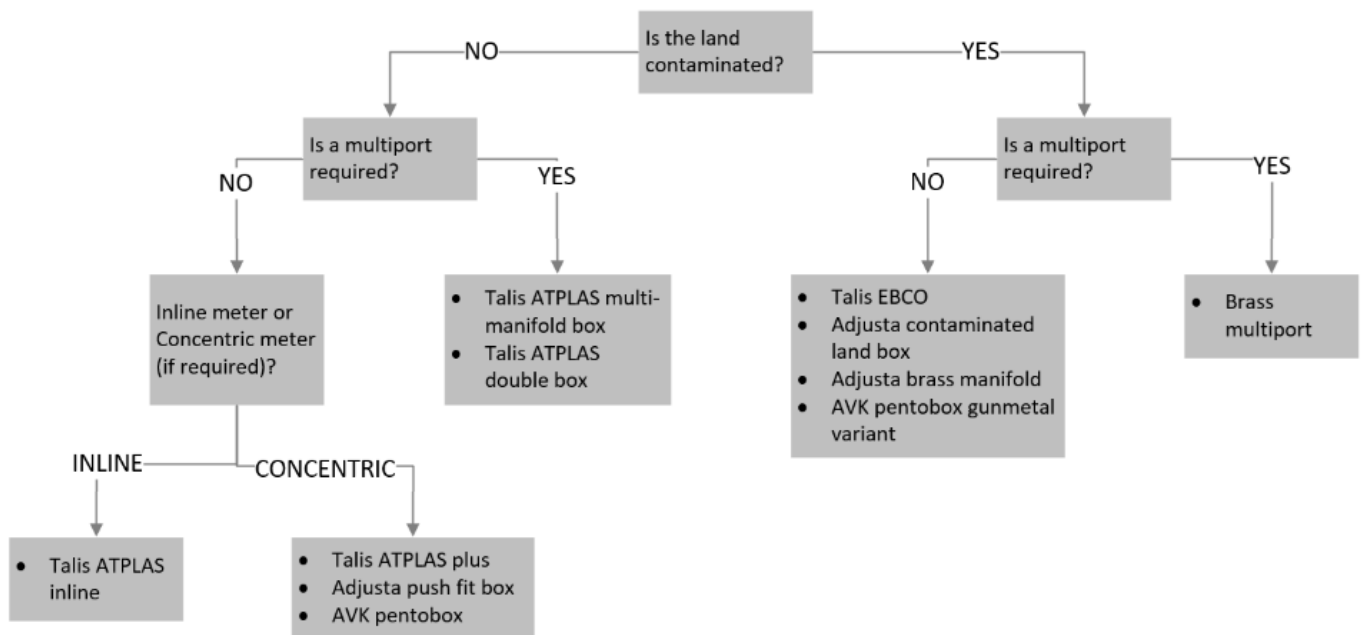 Is the land
contaminated?
NO
YES
Is a multiport
required?
NO
YES
Is a multiport
required?
NO
YES
Inline meter or
Concentric meter
(if required)?
• Talis ATPLAS multi-
manifold box
• Talis ATPLAS
double box
• Talis EBCO
• Adjusta contaminated
land box
• Adjusta brass manifold
• AVK pentobox gunmetal
variant
• Brass
multiport
INLINE
CONCENTRIC
• Talis ATPLAS
inline
• Talis ATPLAS plus
• Adjusta push fit box
• AVK pentobox